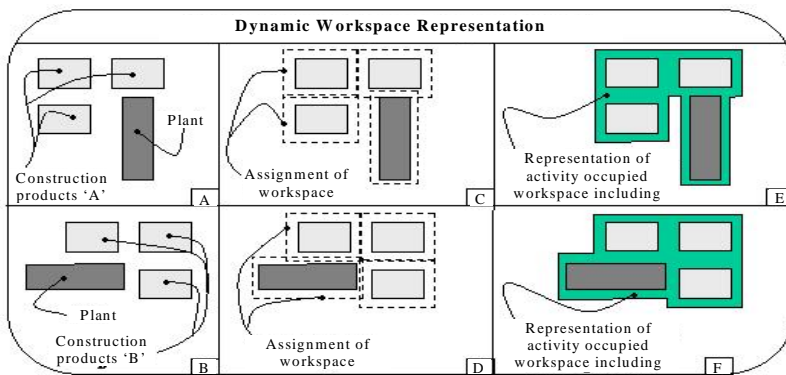 Dynamic Workspace Representation
Plant
Construction
products ‘A’
A
Assignment of
workspace
C
Representation of
activity occupied
workspace including
E
Plant
Construction
products ‘B’
B
Assignment of
workspace
D
Representation of
activity occupied
workspace including
F